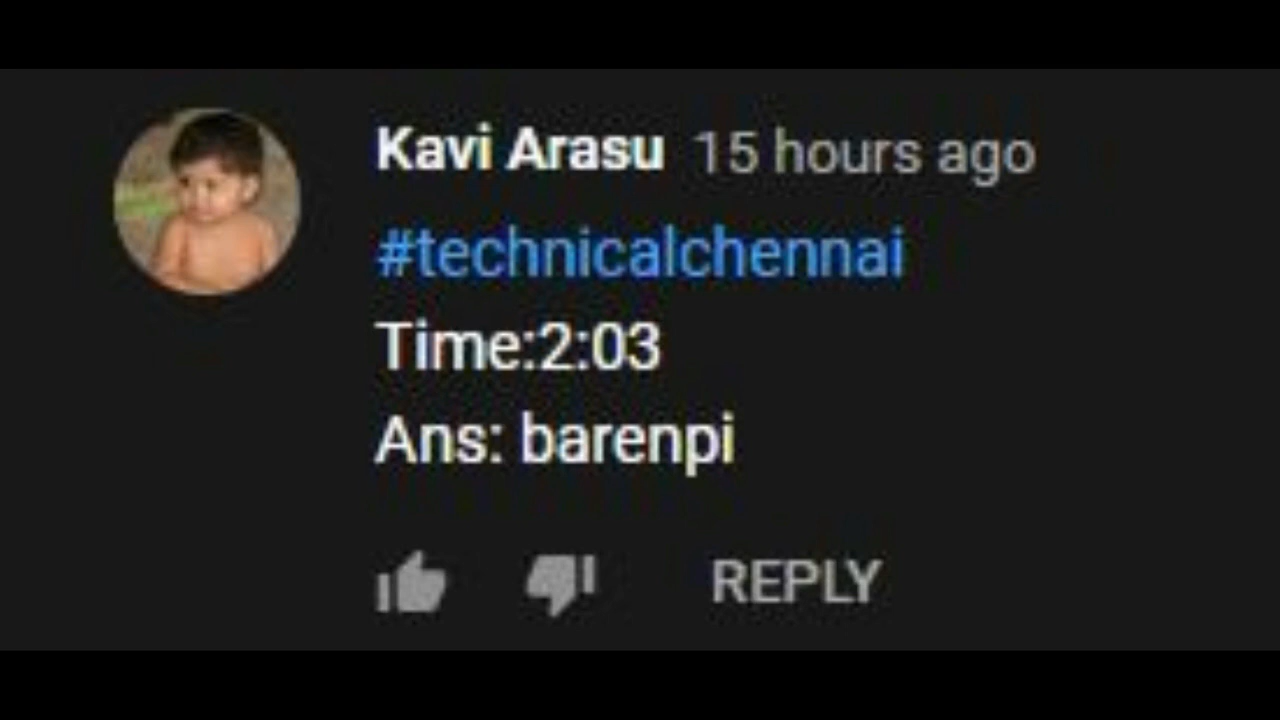 Kavi Arasu 15 hours ago
#technicalchennai
Time:2:03
Ans: barenpi
REPLY